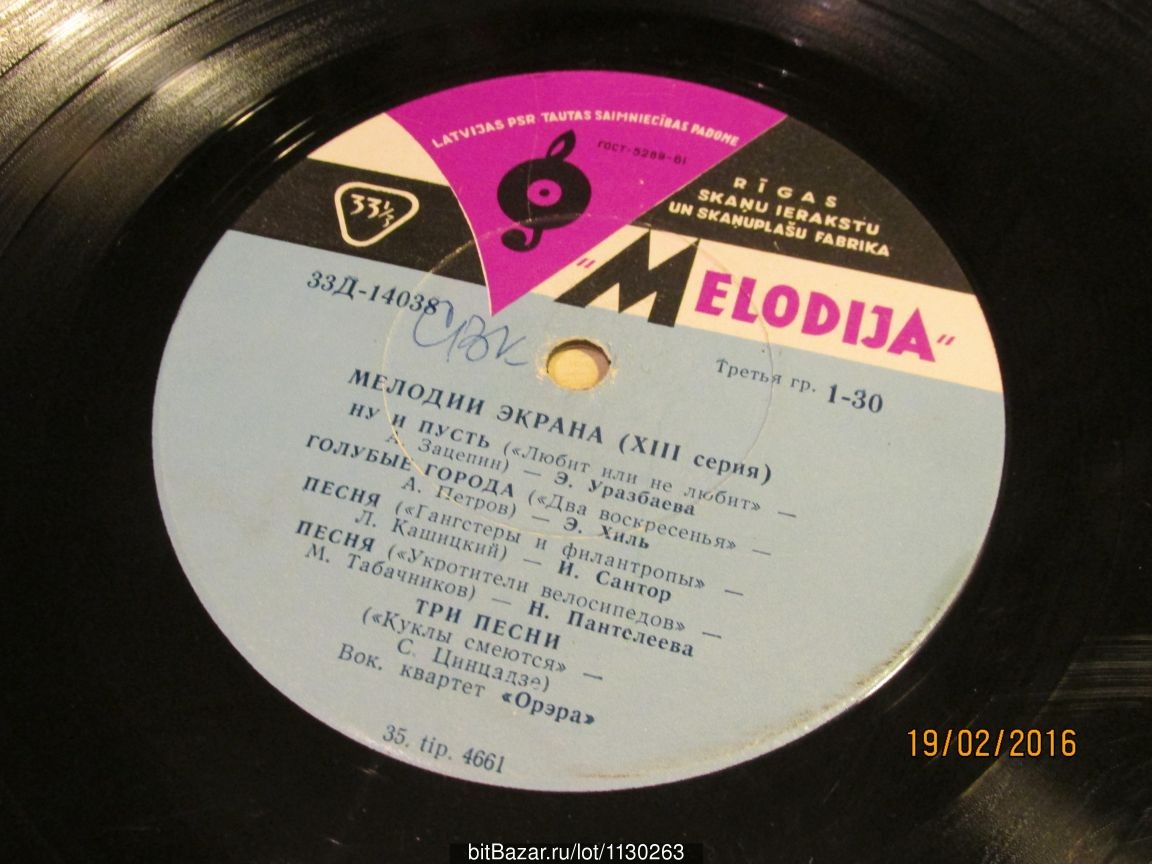 LATVIJAS PSR TAUTAS SAIMNIECĪBAS PADOME
ГОСТ-5289-61
RĪGAS
SKAŅU IERAKSTU
UN SKAŅUPLAŠU FABRIKA
33⅓
"MELODIJA"
33Д-14038
Третья гр. 1-30
МЕЛОДИИ ЭКРАНА (XIII серия)
НУ И ПУСТЬ («Любит или не любит» —
А. Зацепин) — Э. Уразбаева
ГОЛУБЫЕ ГОРОДА («Два воскресенья» —
А. Петров) — Э. Хиль
ПЕСНЯ («Гангстеры и филантропы» —
Л. Кашицкий) — И. Сантор
ПЕСНЯ («Укротители велосипедов» —
М. Табачников) — Н. Пантелеева
ТРИ ПЕСНИ
(«Куклы смеются» —
С. Цинцадзе)
Вок. квартет «Орэра»
35. tip. 4661
19/02/2016
bitBazar.ru/lot/1130263